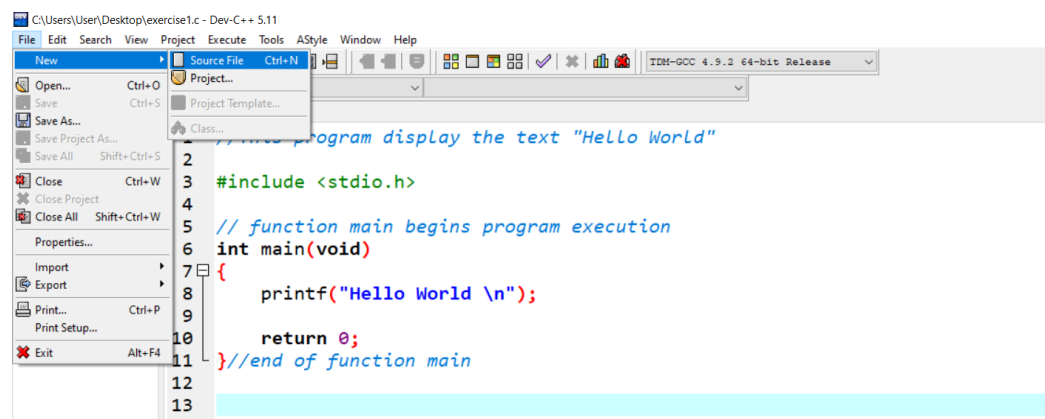 C:\Users\User\Desktop\exercise1.c - Dev-C++ 5.11
File Edit Search View Project Execute Tools AStyle Window Help
New
Source File Ctrl+N
Project...
Project Template...
Class...
TDM-GCC 4.9.2 64-bit Release
Open... Ctrl+O
Save Ctrl+S
Save As...
Save Project As...
Save All Shift+Ctrl+S
Close Ctrl+W
Close Project
Close All Shift+Ctrl+W
Properties...
Import
Export
Print... Ctrl+P
Print Setup...
Exit Alt+F4
program display the text "Hello World"
2
3 #include <stdio.h>
4
5 // function main begins program execution
6 int main(void)
7 {
8 printf("Hello World \n");
9
10 return 0;
11 }//end of function main
12
13